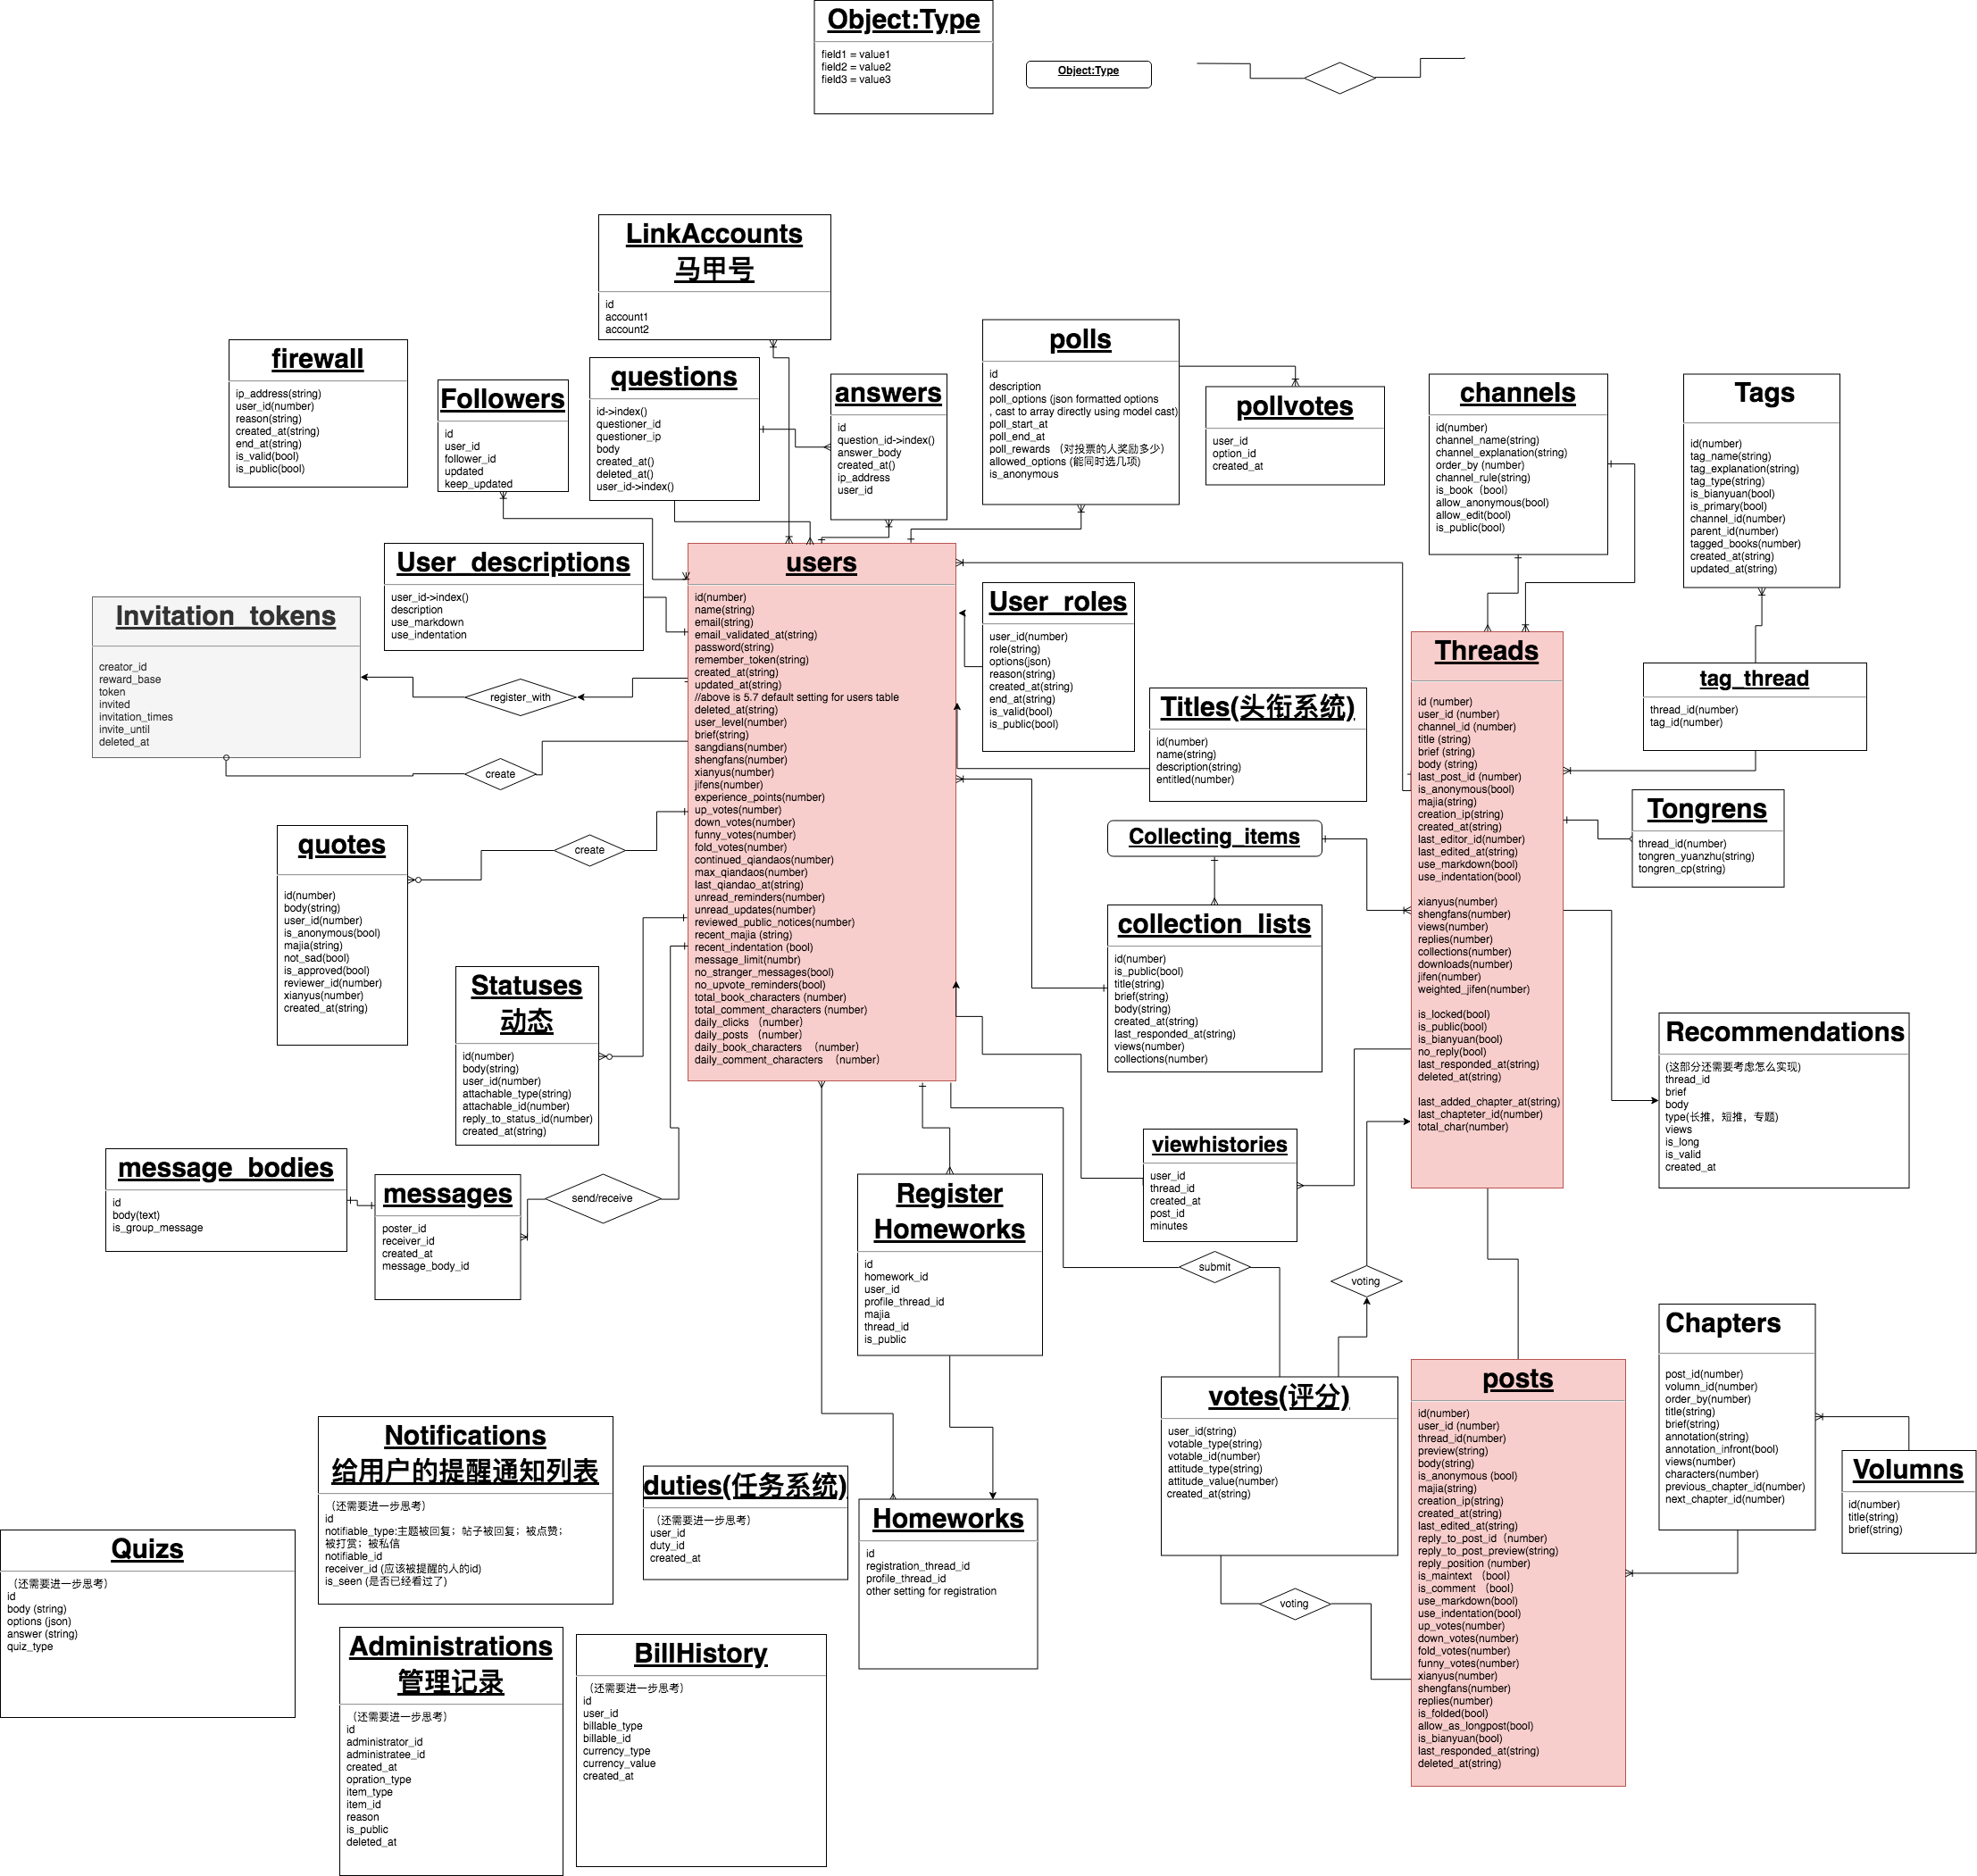 Object:Type
field1 = value1
field2 = value2
field3 = value3
Object:Type
LinkAccounts
马甲号
id
account1
account2
firewall
ip_address(string)
user_id(number)
reason(string)
created_at(string)
end_at(string)
is_valid(bool)
is_public(bool)
Followers
id
user_id
follower_id
updated
keep_updated
questions
id->index()
questioner_id
questioner_ip
body
created_at()
deleted_at()
user_id->index()
answers
id
question_id->index()
answer_body
created_at()
ip_address
user_id
polls
id
description
poll_options (json formatted options
, cast to array directly using model cast)
poll_start_at
poll_end_at
poll_rewards （对投票的人奖励多少）
allowed_options (能同时选几项)
is_anonymous
pollvotes
user_id
option_id
created_at
channels
id(number)
channel_name(string)
channel_explanation(string)
order_by (number)
channel_rule(string)
is_book（bool）
allow_anonymous(bool)
allow_edit(bool)
is_public(bool)
Tags
id(number)
tag_name(string)
tag_explanation(string)
tag_type(string)
is_bianyuan(bool)
is_primary(bool)
channel_id(number)
parent_id(number)
tagged_books(number)
created_at(string)
updated_at(string)
User_descriptions
user_id->index()
description
use_markdown
use_indentation
Invitation_tokens
creator_id
reward_base
token
invited
invitation_times
invite_until
deleted_at
register_with
create
users
id(number)
name(string)
email(string)
email_validated_at(string)
password(string)
remember_token(string)
created_at(string)
updated_at(string)
//above is 5.7 default setting for users table
deleted_at(string)
user_level(number)
brief(string)
sangdians(number)
shengfans(number)
xianyus(number)
jifens(number)
experience_points(number)
up_votes(number)
down_votes(number)
funny_votes(number)
fold_votes(number)
continued_qiandaos(number)
max_qiandaos(number)
last_qiandao_at(string)
unread_reminders(number)
unread_updates(number)
reviewed_public_notices(number)
recent_majia (string)
recent_indentation (bool)
message_limit(numbr)
no_stranger_messages(bool)
no_upvote_reminders(bool)
total_book_characters (number)
total_comment_characters (number)
daily_clicks （number）
daily_posts （number）
daily_book_characters （number）
daily_comment_characters （number）
User_roles
user_id(number)
role(string)
options(json)
reason(string)
created_at(string)
end_at(string)
is_valid(bool)
is_public(bool)
Titles(头衔系统)
id(number)
name(string)
description(string)
entitled(number)
Threads
id (number)
user_id (number)
channel_id (number)
title (string)
brief (string)
body (string)
last_post_id (number)
is_anonymous(bool)
majia(string)
creation_ip(string)
created_at(string)
last_editor_id(number)
last_edited_at(string)
use_markdown(bool)
use_indentation(bool)
xianyus(number)
shengfans(number)
views(number)
replies(number)
collections(number)
downloads(number)
jifen(number)
weighted_jifen(number)
is_locked(bool)
is_public(bool)
is_bianyuan(bool)
no_reply(bool)
last_responded_at(string)
deleted_at(string)
last_added_chapter_at(string)
last_chapteter_id(number)
total_char(number)
tag_thread
thread_id(number)
tag_id(number)
Tongrens
thread_id(number)
tongren_yuanzhu(string)
tongren_cp(string)
Collecting_items
collection_lists
id(number)
is_public(bool)
title(string)
brief(string)
body(string)
created_at(string)
last_responded_at(string)
views(number)
collections(number)
quotes
id(number)
body(string)
user_id(number)
is_anonymous(bool)
majia(string)
not_sad(bool)
is_approved(bool)
reviewer_id(number)
xianyus(number)
created_at(string)
create
Statuses
动态
id(number)
body(string)
user_id(number)
attachable_type(string)
attachable_id(number)
reply_to_status_id(number)
created_at(string)
Recommendations
(这部分还需要考虑怎么实现)
thread_id
brief
body
type(长推，短推，专题)
views
is_long
is_valid
created_at
message_bodies
id
body(text)
is_group_message
messages
poster_id
receiver_id
created_at
message_body_id
send/receive
Register
Homeworks
id
homework_id
user_id
profile_thread_id
majia
thread_id
is_public
viewhistories
user_id
thread_id
created_at
post_id
minutes
submit
voting
votes(评分)
user_id(string)
votable_type(string)
votable_id(number)
attitude_type(string)
attitude_value(number)
created_at(string)
voting
posts
id(number)
user_id (number)
thread_id(number)
preview(string)
body(string)
is_anonymous (bool)
majia(string)
creation_ip(string)
created_at(string)
last_edited_at(string)
reply_to_post_id（number)
reply_to_post_preview(string)
reply_position (number)
is_maintext （bool）
is_comment （bool）
use_markdown(bool)
use_indentation(bool)
up_votes(number)
down_votes(number)
fold_votes(number)
funny_votes(number)
xianyus(number)
shengfans(number)
replies(number)
is_folded(bool)
allow_as_longpost(bool)
is_bianyuan(bool)
last_responded_at(string)
deleted_at(string)
Chapters
post_id(number)
volumn_id(number)
order_by(number)
title(string)
brief(string)
annotation(string)
annotation_infront(bool)
views(number)
characters(number)
previous_chapter_id(number)
next_chapter_id(number)
Volumns
id(number)
title(string)
brief(string)
Notifications
给用户的提醒通知列表
（还需要进一步思考）
id
notifiable_type:主题被回复；帖子被回复；被点赞；
被打赏；被私信
notifiable_id
receiver_id (应该被提醒的人的id)
is_seen (是否已经看过了)
duties(任务系统)
（还需要进一步思考）
user_id
duty_id
created_at
Homeworks
id
registration_thread_id
profile_thread_id
other setting for registration
Quizs
（还需要进一步思考）
id
body (string)
options (json)
answer (string)
quiz_type
Administrations
管理记录
（还需要进一步思考）
id
administrator_id
administratee_id
created_at
opration_type
item_type
item_id
reason
is_public
deleted_at
BillHistory
（还需要进一步思考）
id
user_id
billable_type
billable_id
currency_type
currency_value
created_at